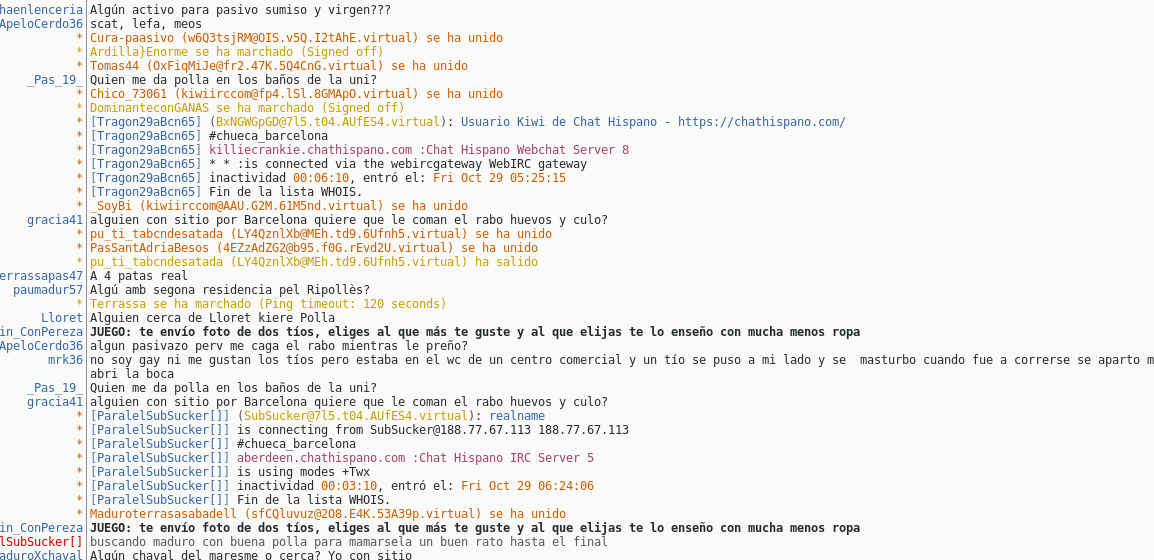 haenlenceria Algún activo para pasivo sumiso y virgen???
ApeloCerdo36 scat, lefa, meos
* Cura-paasivo (w6Q3tsjRM@OIS.v5Q.I2tAhE.virtual) se ha unido
* Ardilla}Enorme se ha marchado (Signed off)
* Tomas44 (OxFiqMiJe@fr2.47K.5Q4CnG.virtual) se ha unido
_Pas_19_ Quien me da polla en los baños de la uni?
* Chico_73061 (kiwiirccom@fp4.lSl.8GMApO.virtual) se ha unido
* DominanteconGANAS se ha marchado (Signed off)
* [Tragon29aBcn65] (BxNGWGpGD@7l5.t04.AUfES4.virtual): Usuario Kiwi de Chat Hispano - https://chathispano.com/
* [Tragon29aBcn65] #chueca_barcelona
* [Tragon29aBcn65] killiecrankie.chathispano.com :Chat Hispano Webchat Server 8
* [Tragon29aBcn65] * * :is connected via the webircgateway WebIRC gateway
* [Tragon29aBcn65] inactividad 00:06:10, entró el: Fri Oct 29 05:25:15
* [Tragon29aBcn65] Fin de la lista WHOIS.
* _SoyBi (kiwiirccom@AAU.G2M.61M5nd.virtual) se ha unido
gracia41 alguien con sitio por Barcelona quiere que le coman el rabo huevos y culo?
* pu_ti_tabcndesatada (LY4QznlXb@MEh.td9.6Ufnh5.virtual) se ha unido
* PasSantAdriaBesos (4EZzAdZG2@b95.f0G.rEvd2U.virtual) se ha unido
* pu_ti_tabcndesatada (LY4QznlXb@MEh.td9.6Ufnh5.virtual) ha salido
errassapas47 A 4 patas real
paumadur57 Algú amb segona residencia pel Ripollès?
* Terrassa se ha marchado (Ping timeout: 120 seconds)
Lloret Alguien cerca de Lloret kiere Polla
in_ConPereza JUEGO: te envío foto de dos tíos, eliges al que más te guste y al que elijas te lo enseño con mucha menos ropa
ApeloCerdo36 algun pasivazo perv me caga el rabo mientras le preño?
mrk36 no soy gay ni me gustan los tíos pero estaba en el wc de un centro comercial y un tío se puso a mi lado y se  masturbo cuando fue a correrse se aparto m
abri la boca
_Pas_19_ Quien me da polla en los baños de la uni?
gracia41 alguien con sitio por Barcelona quiere que le coman el rabo huevos y culo?
* [ParalelSubSucker[]] (SubSucker@7l5.t04.AUfES4.virtual): realname
* [ParalelSubSucker[]] is connecting from SubSucker@188.77.67.113 188.77.67.113
* [ParalelSubSucker[]] #chueca_barcelona
* [ParalelSubSucker[]] aberdeen.chathispano.com :Chat Hispano IRC Server 5
* [ParalelSubSucker[]] is using modes +Twx
* [ParalelSubSucker[]] inactividad 00:03:10, entró el: Fri Oct 29 06:24:06
* [ParalelSubSucker[]] Fin de la lista WHOIS.
* Maduroterrasasabadell (sfCQluvuz@2O8.E4K.53A39p.virtual) se ha unido
in_ConPereza JUEGO: te envío foto de dos tíos, eliges al que más te guste y al que elijas te lo enseño con mucha menos ropa
lSubSucker[] buscando maduro con buena polla para mamarsela un buen rato hasta el final
aduroXchaval Algún chaval del maresme o cerca? Yo con sitio